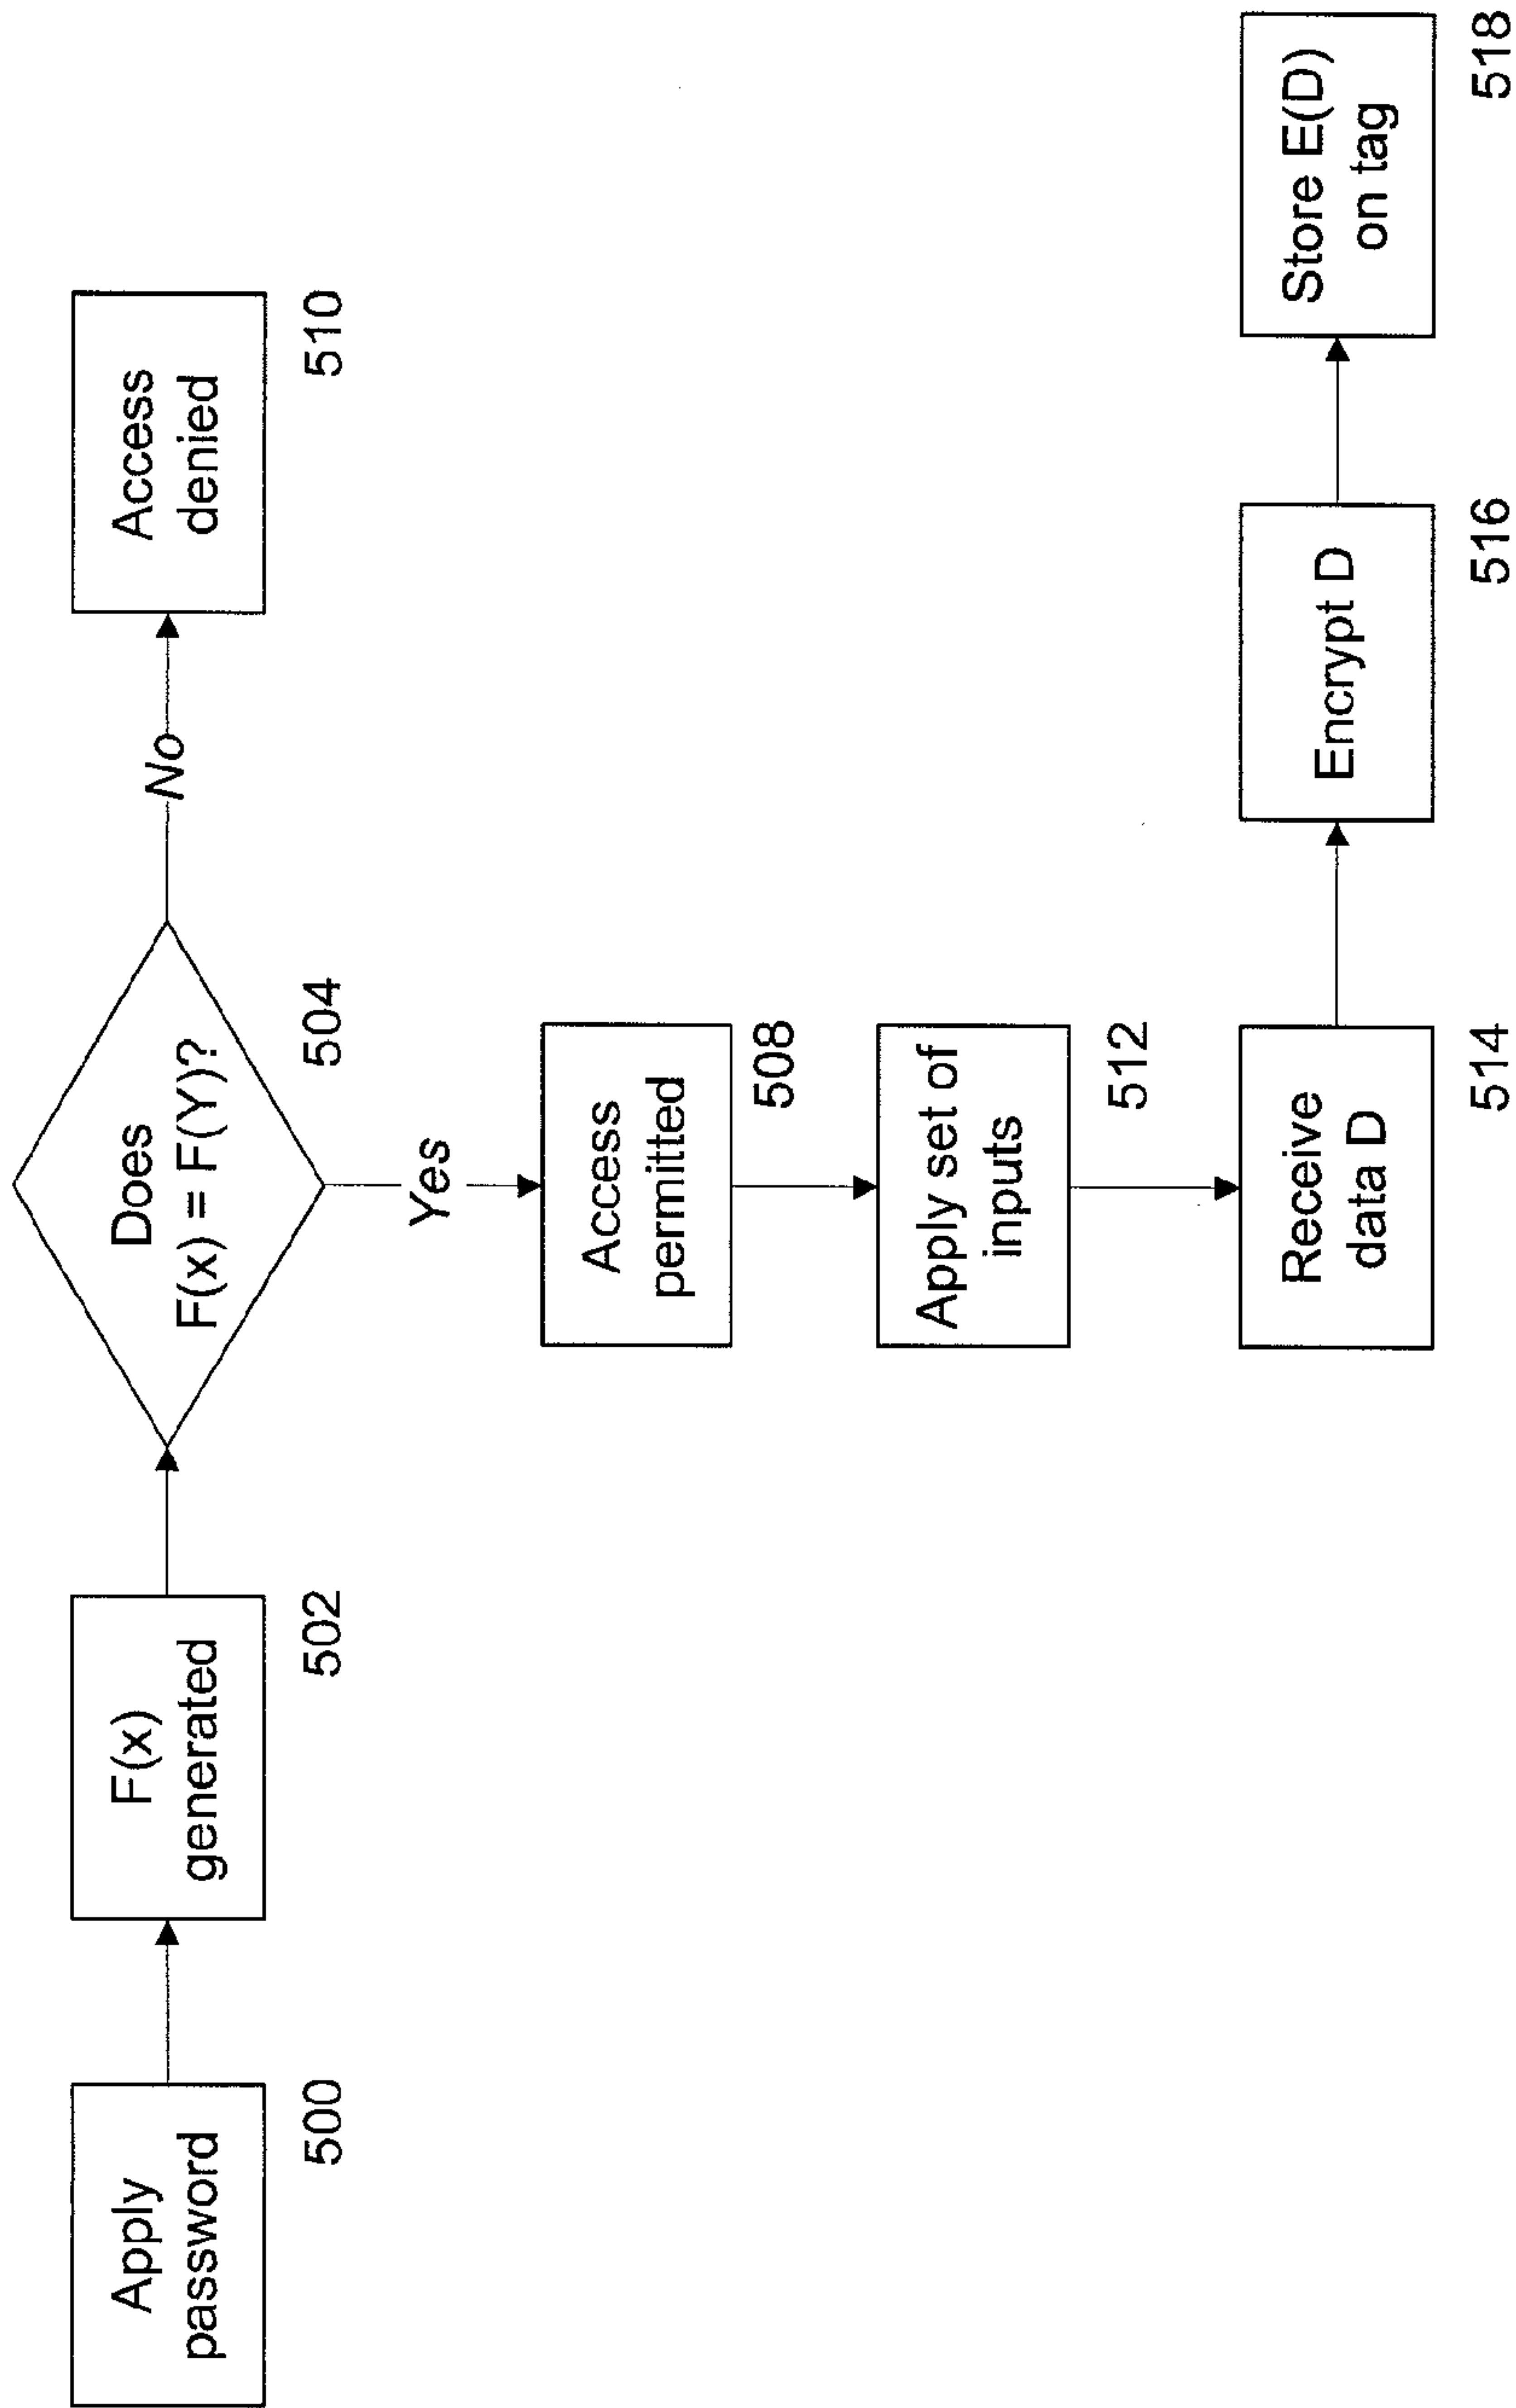 Apply
password
500
F(x)
generated
502
Does
F(x) = F(Y)?
504
No
Access
denied
510
Yes
Access
permitted
508
Apply set of
inputs
512
Receive
data D
514
Encrypt D
516
Store E(D)
on tag
518